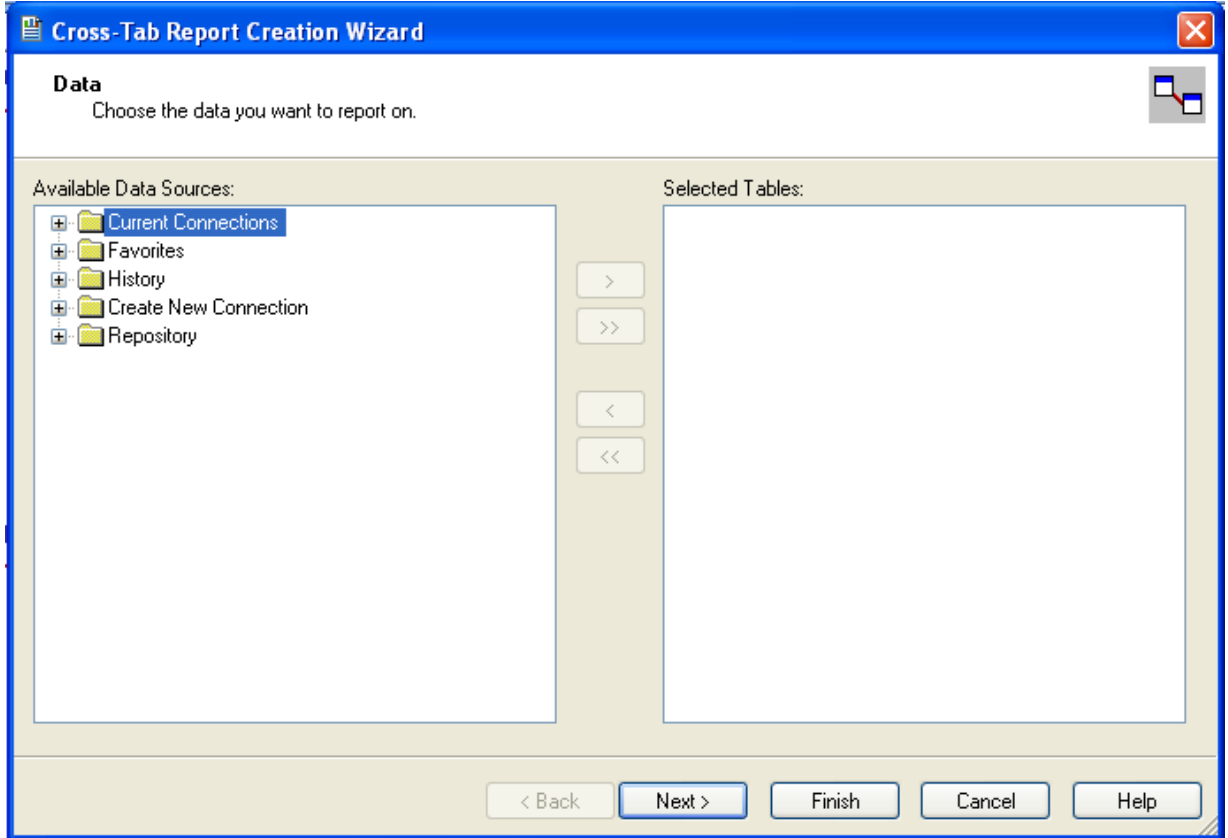 Cross-Tab Report Creation Wizard
Data
Choose the data you want to report on.
Available Data Sources:
Selected Tables:
Current Connections
Favorites
History
Create New Connection
Repository
>
>>
<
<<
< Back
Next >
Finish
Cancel
Help